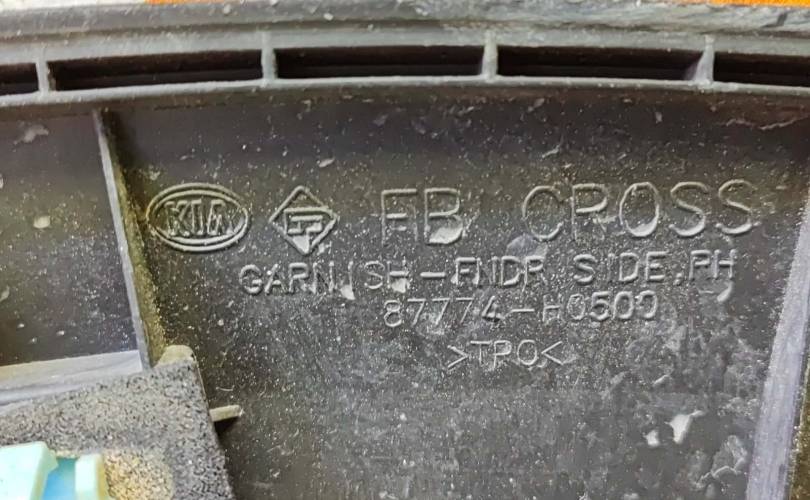 KIA FB CROSS
GARNISH-FNDR SIDE,RH
87774-H0500
>TPO<